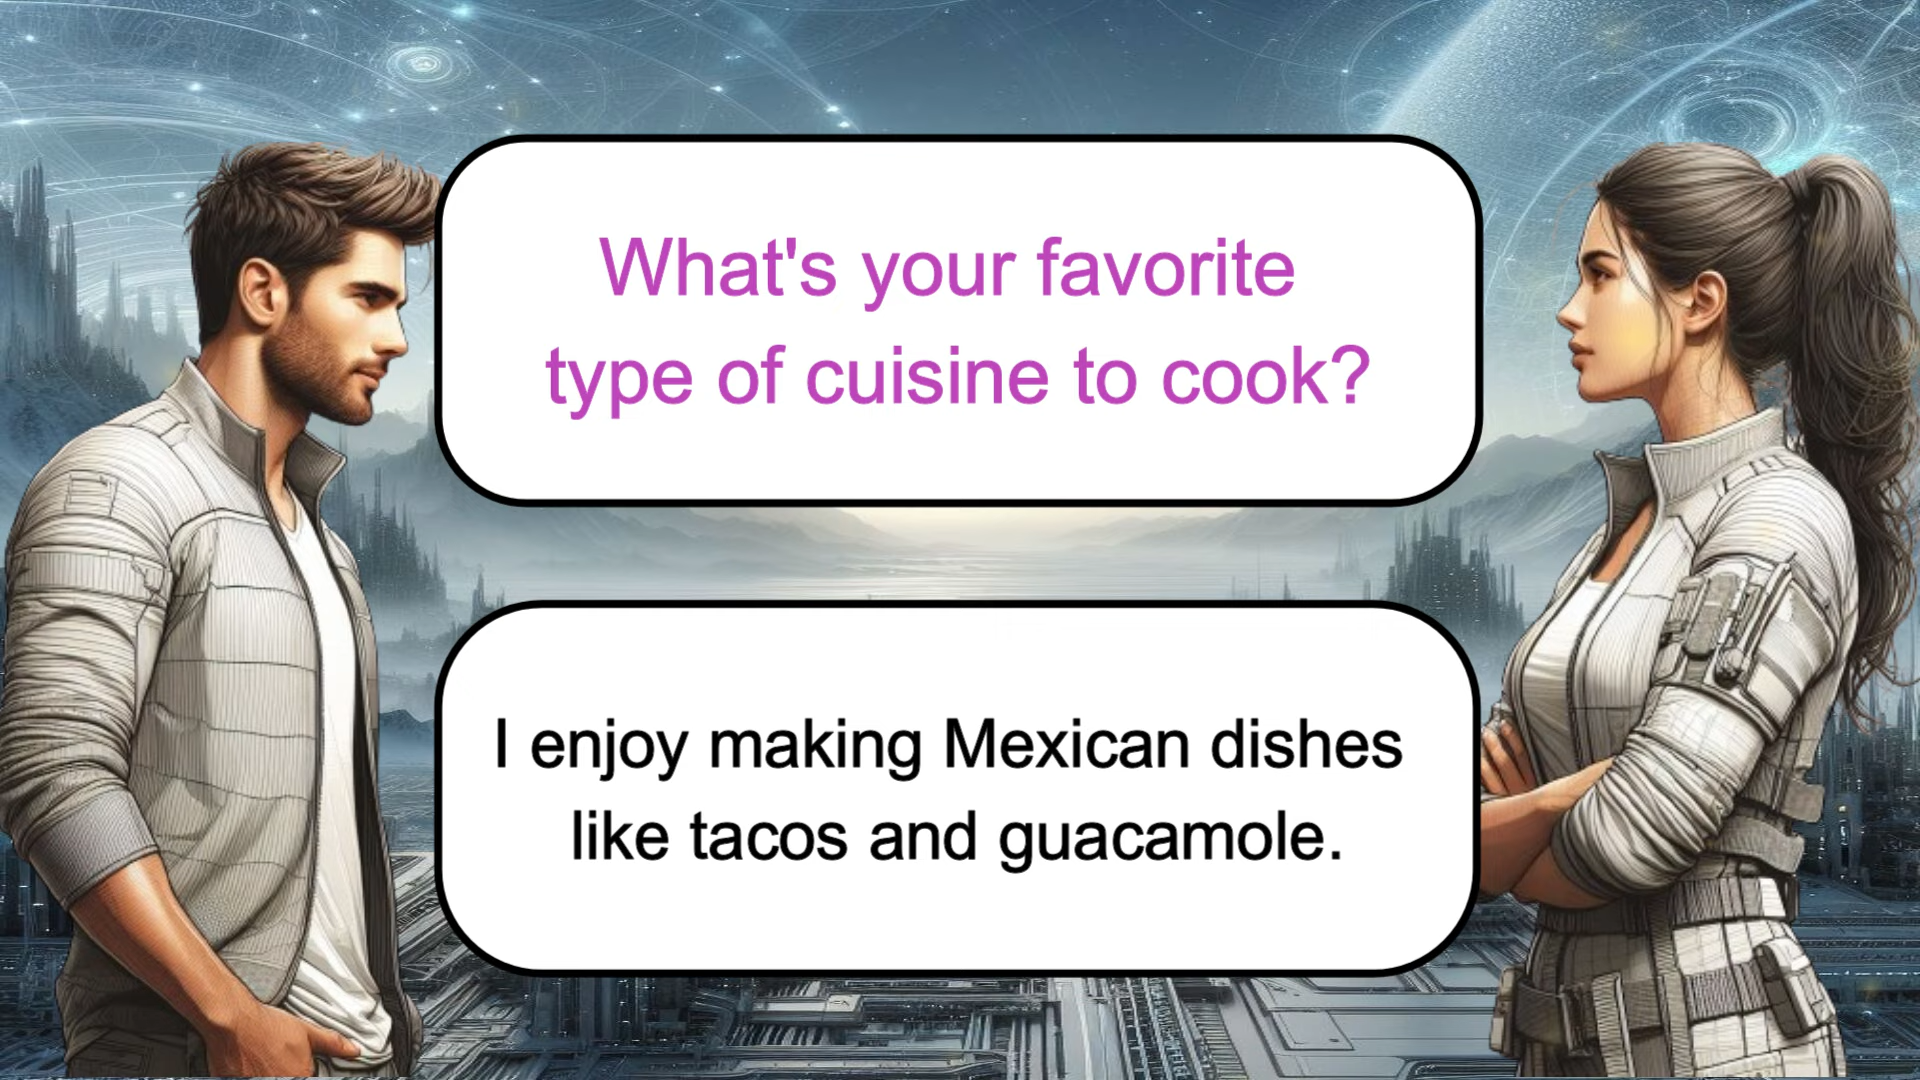 What's your favorite
type of cuisine to cook?
I enjoy making Mexican dishes
like tacos and guacamole.